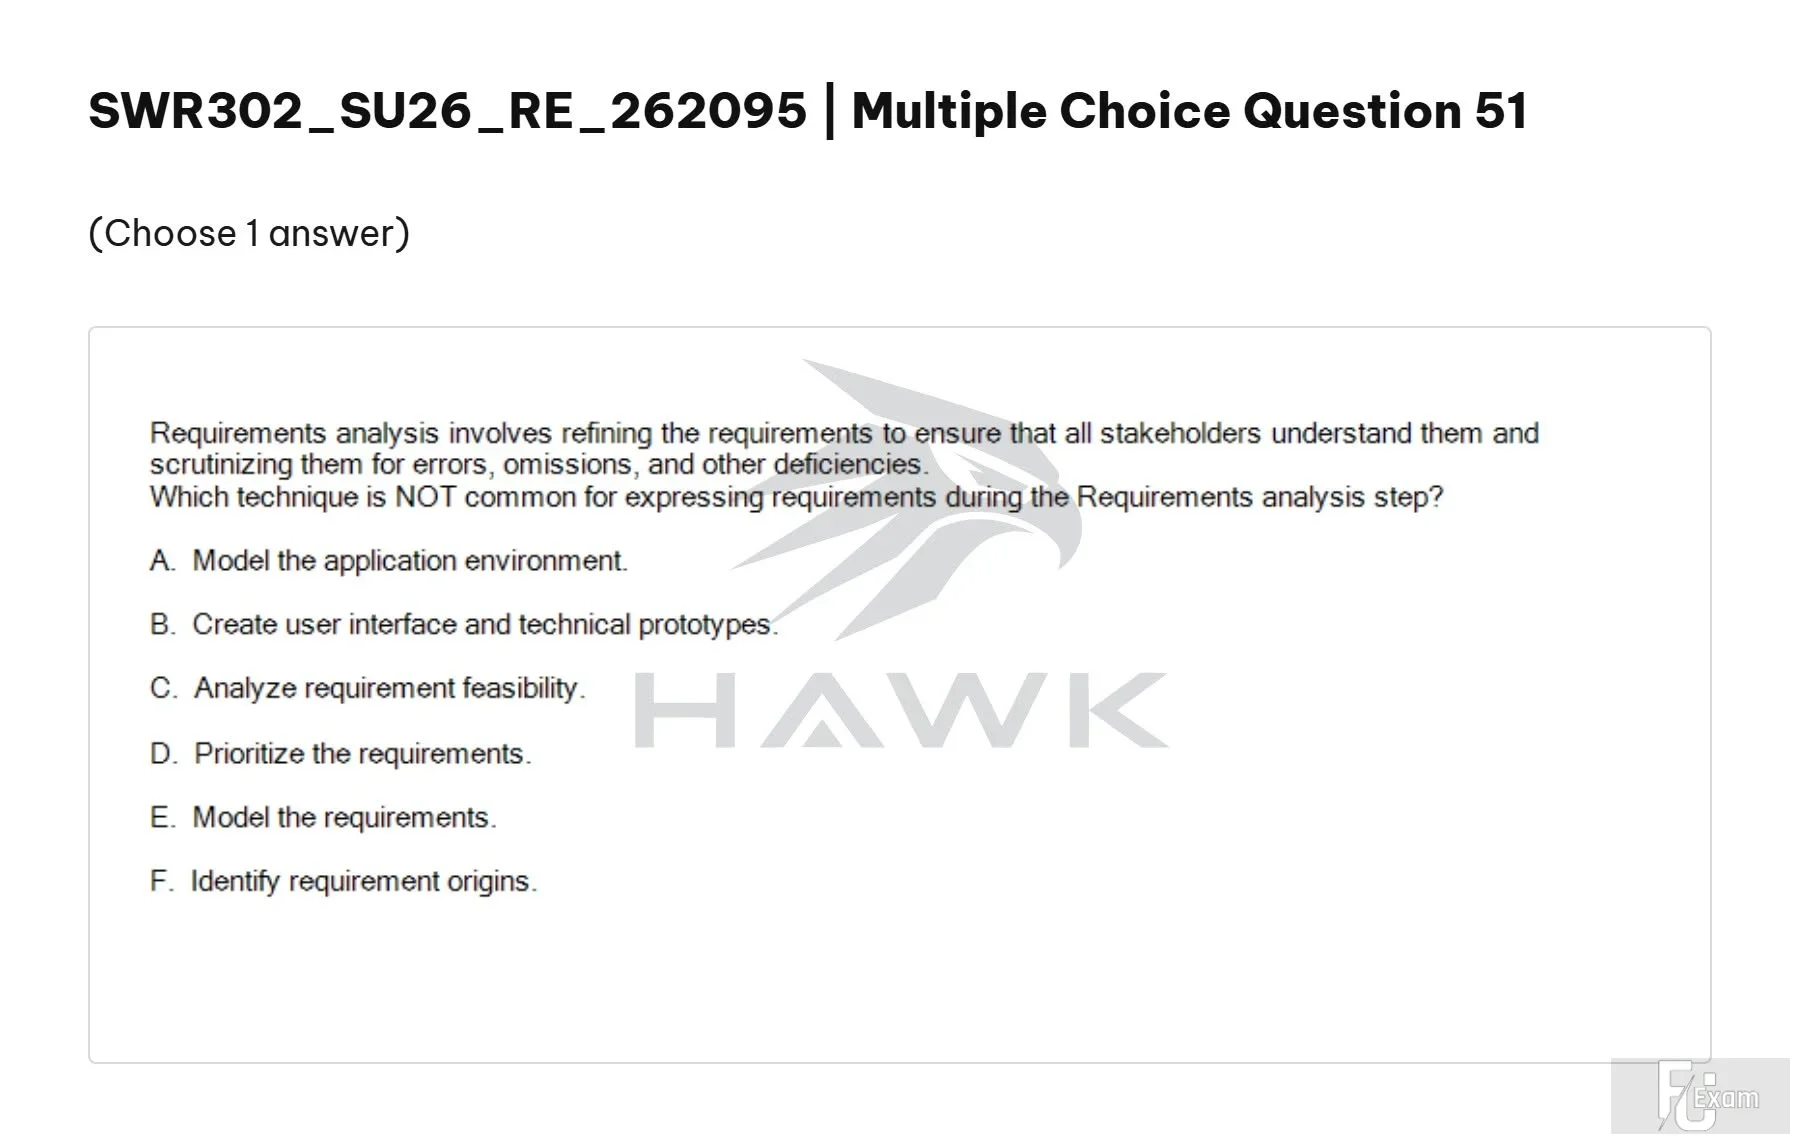 SWR302_SU26_RE_262095 | Multiple Choice Question 51
(Choose 1 answer)
Requirements analysis involves refining the requirements to ensure that all stakeholders understand them and
scrutinizing them for errors, omissions, and other deficiencies.
Which technique is NOT common for expressing requirements during the Requirements analysis step?
A. Model the application environment.
B. Create user interface and technical prototypes.
C. Analyze requirement feasibility.
D. Prioritize the requirements.
E. Model the requirements.
F. Identify requirement origins.
HAWK
FU Exam